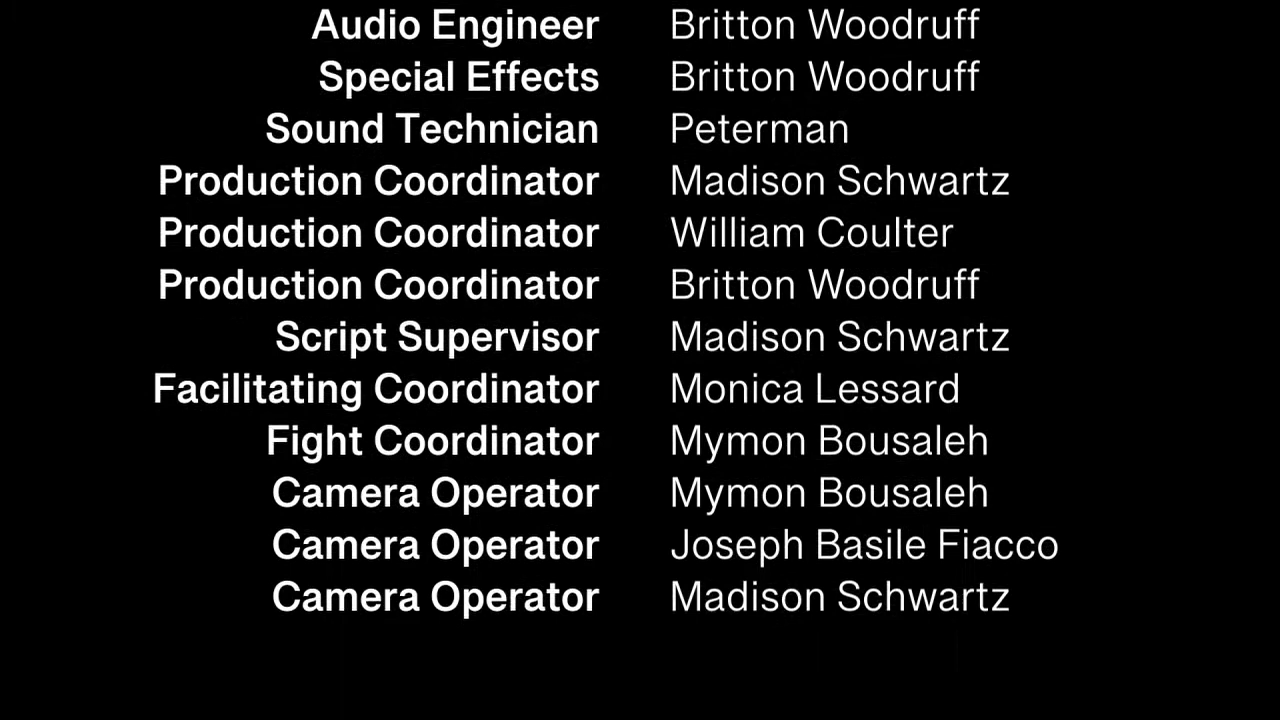 Audio Engineer Britton Woodruff
Special Effects Britton Woodruff
Sound Technician Peterman
Production Coordinator Madison Schwartz
Production Coordinator William Coulter
Production Coordinator Britton Woodruff
Script Supervisor Madison Schwartz
Facilitating Coordinator Monica Lessard
Fight Coordinator Mymon Bousaleh
Camera Operator Mymon Bousaleh
Camera Operator Joseph Basile Fiacco
Camera Operator Madison Schwartz